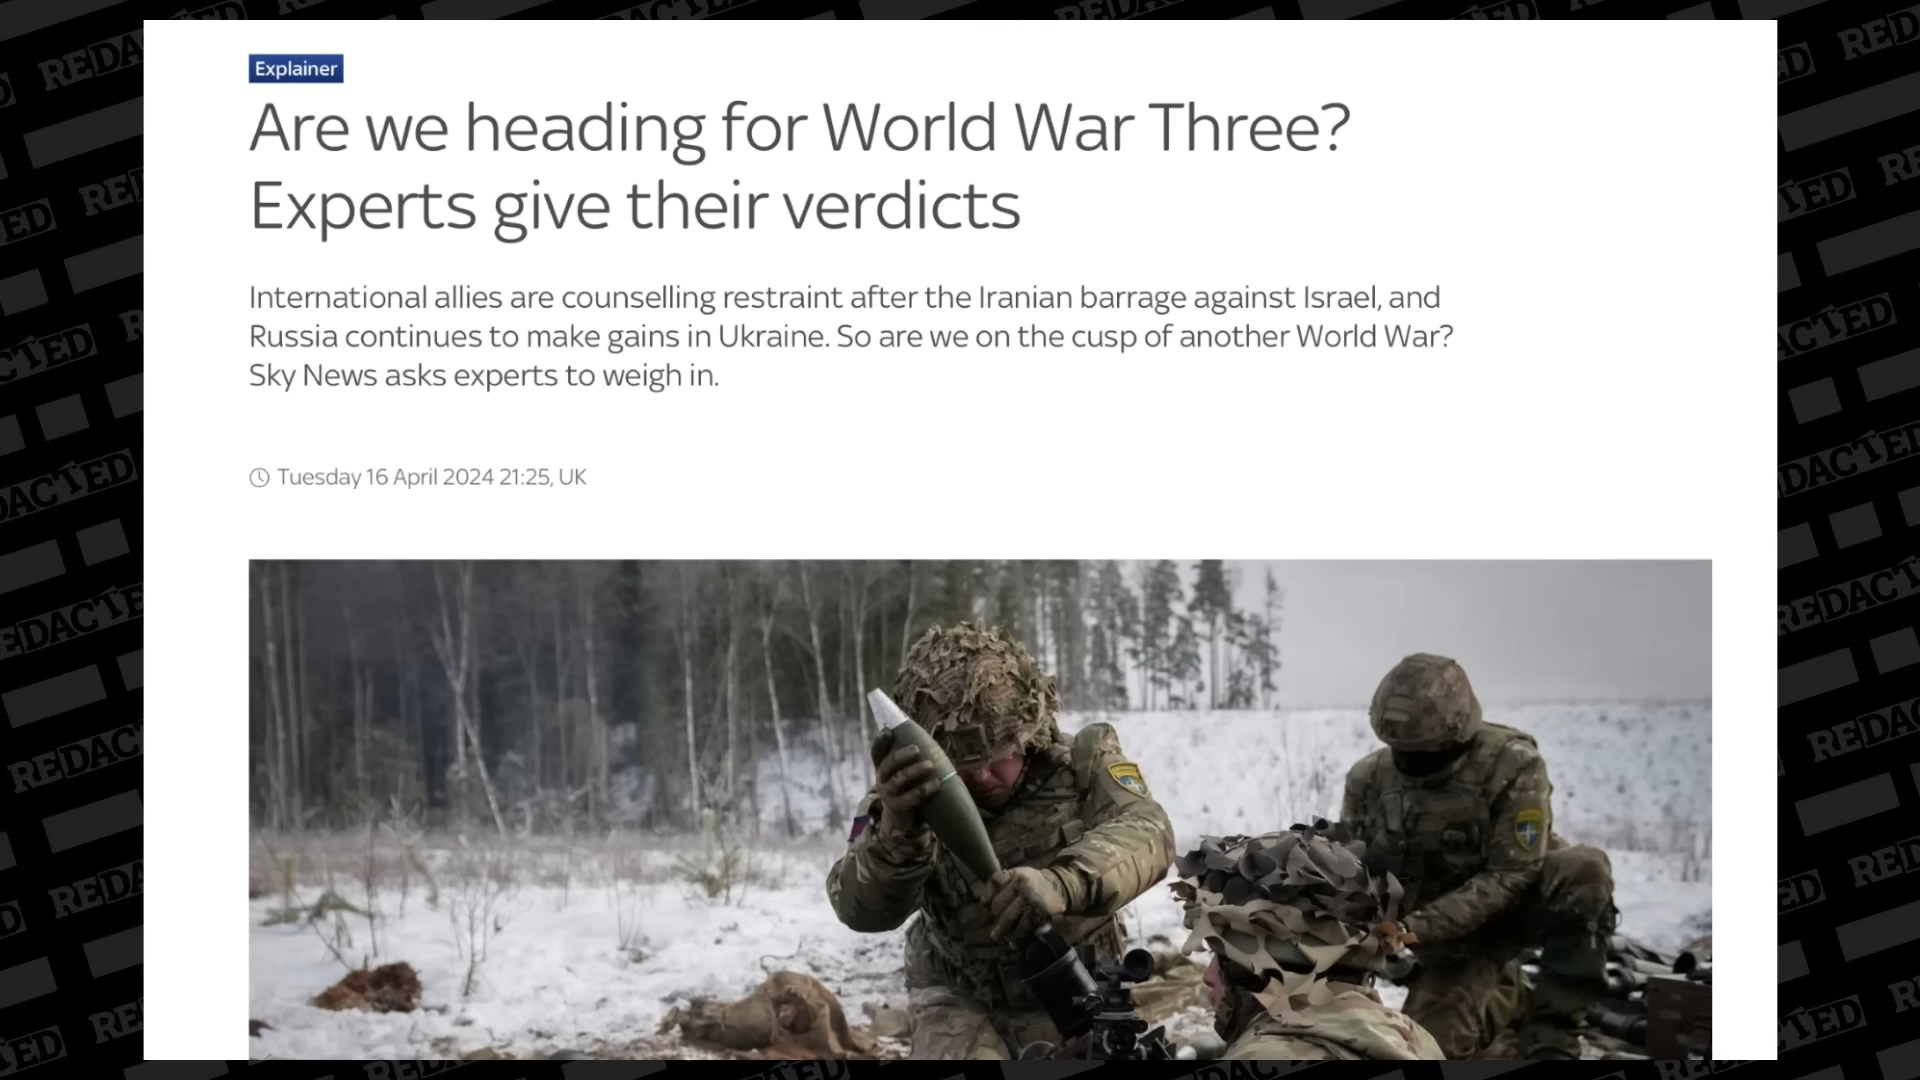 Explainer
Are we heading for World War Three?
Experts give their verdicts
International allies are counselling restraint after the Iranian barrage against Israel, and
Russia continues to make gains in Ukraine. So are we on the cusp of another World War?
Sky News asks experts to weigh in.
Tuesday 16 April 2024 21:25, UK
REDACTED